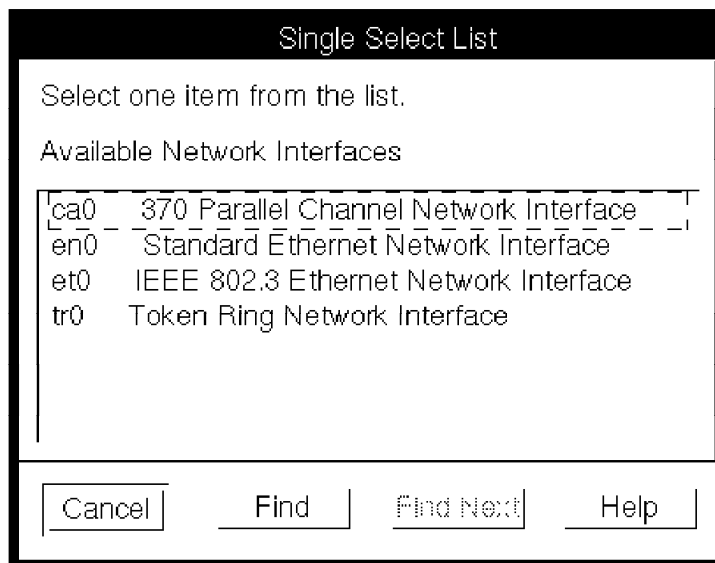 Single Select List
Select one item from the list.
Available Network Interfaces
ca0 370 Parallel Channel Network Interface
en0 Standard Ethernet Network Interface
et0 IEEE 802.3 Ethernet Network Interface
tr0 Token Ring Network Interface
Cancel Find Find Next Help